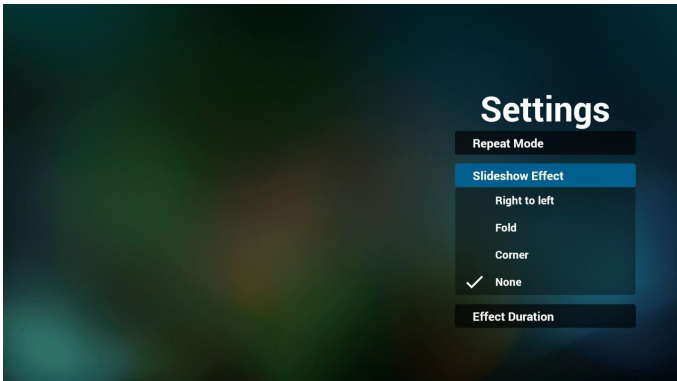 Settings
Repeat Mode
Slideshow Effect
Right to left
Fold
Corner
None
Effect Duration